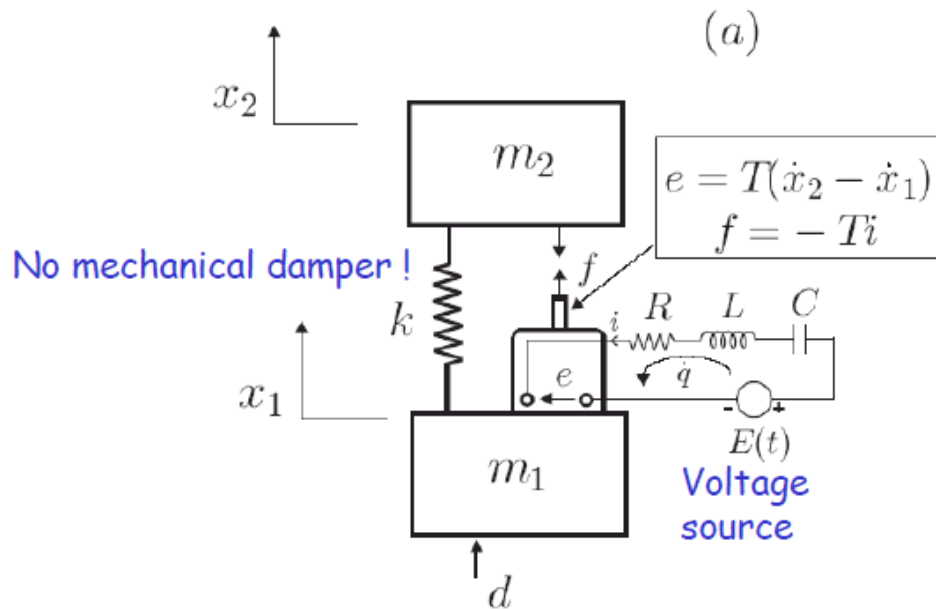 (a)
x₂
m₂
e = T(ẋ₂ − ẋ₁)
f = − Ti
No mechanical damper !
f
k
R L C
i
x₁
e
q̇
- +
E(t)
m₁
Voltage
source
d